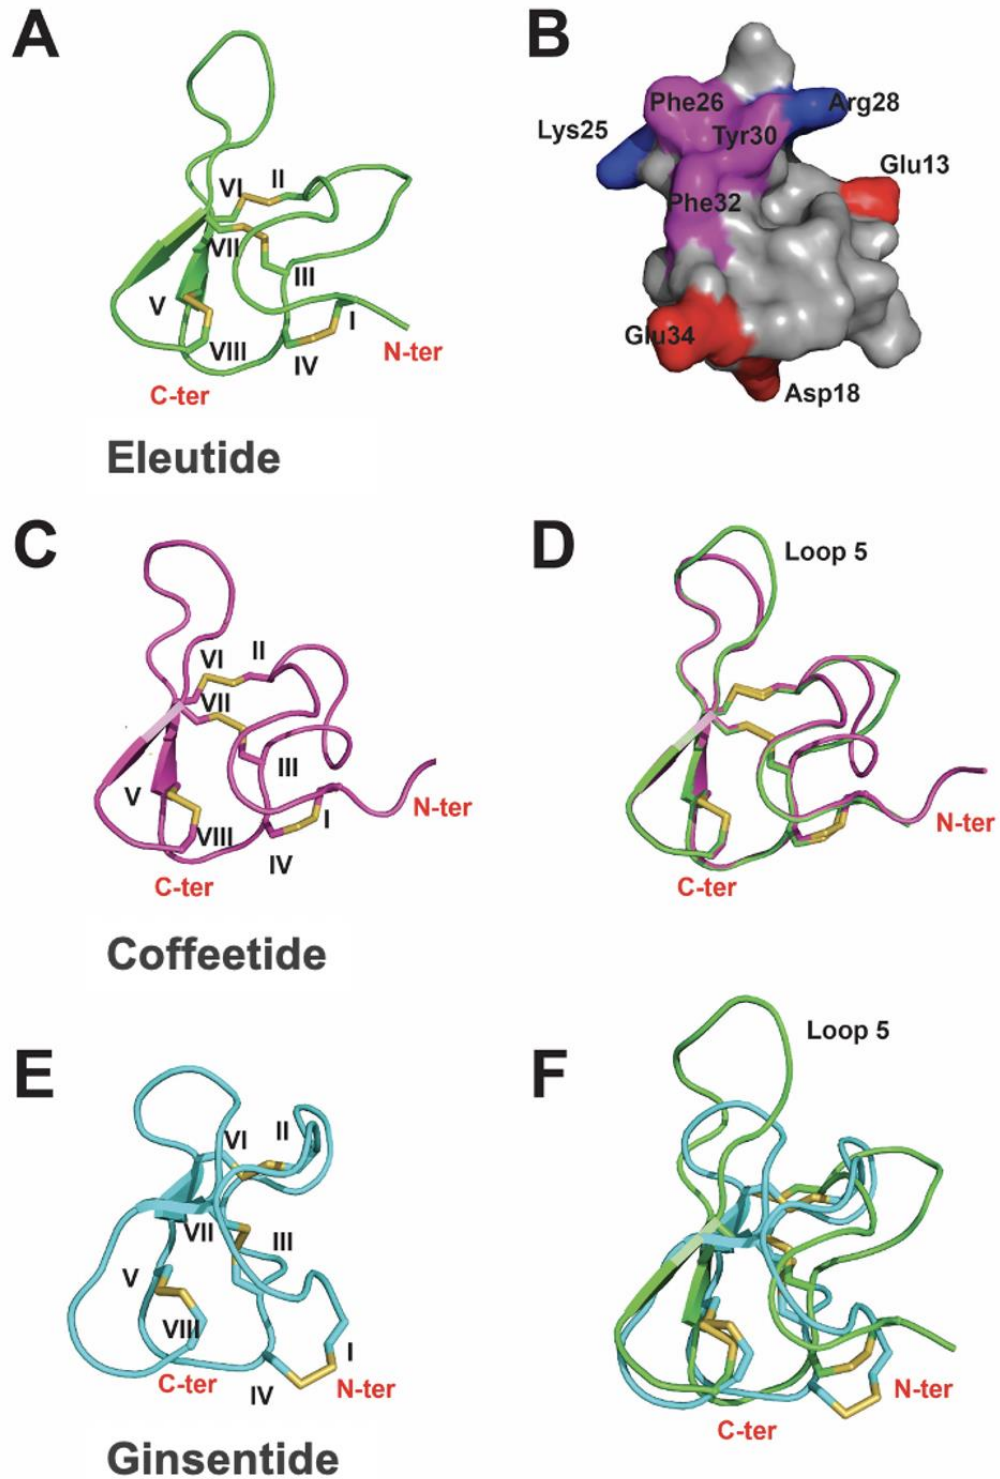 A
VI
II
VII
III
V
I
VIII
IV
N-ter
C-ter
Eleutide
B
Phe26
Arg28
Lys25
Tyr30
Glu13
Phe32
Glu34
Asp18
C
VI
II
VII
III
V
N-ter
VIII
I
IV
C-ter
Coffeetide
D
Loop 5
N-ter
C-ter
E
VI
II
VII
III
V
VIII
I
C-ter
IV
N-ter
Ginsentide
F
Loop 5
N-ter
C-ter